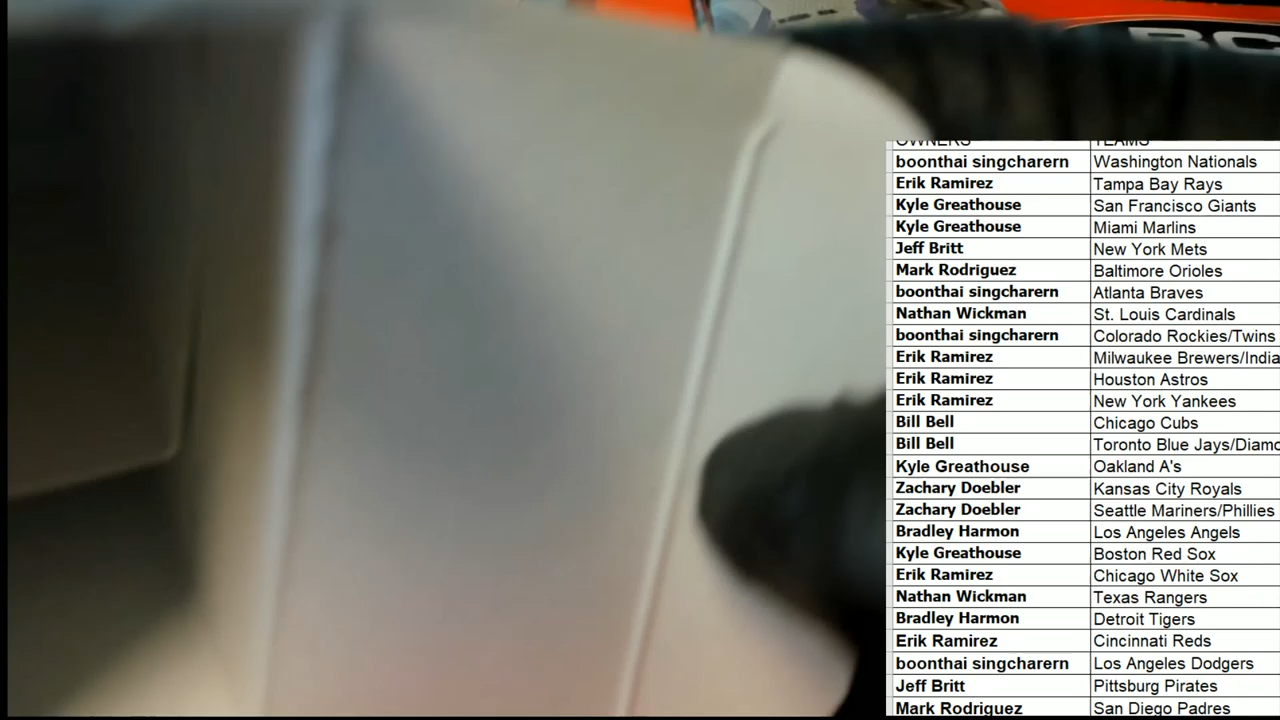 OWNERS TEAMS
boonthai singcharern Washington Nationals
Erik Ramirez Tampa Bay Rays
Kyle Greathouse San Francisco Giants
Kyle Greathouse Miami Marlins
Jeff Britt New York Mets
Mark Rodriguez Baltimore Orioles
boonthai singcharern Atlanta Braves
Nathan Wickman St. Louis Cardinals
boonthai singcharern Colorado Rockies/Twins
Erik Ramirez Milwaukee Brewers/India
Erik Ramirez Houston Astros
Erik Ramirez New York Yankees
Bill Bell Chicago Cubs
Bill Bell Toronto Blue Jays/Diamo
Kyle Greathouse Oakland A's
Zachary Doebler Kansas City Royals
Zachary Doebler Seattle Mariners/Phillies
Bradley Harmon Los Angeles Angels
Kyle Greathouse Boston Red Sox
Erik Ramirez Chicago White Sox
Nathan Wickman Texas Rangers
Bradley Harmon Detroit Tigers
Erik Ramirez Cincinnati Reds
boonthai singcharern Los Angeles Dodgers
Jeff Britt Pittsburg Pirates
Mark Rodriguez San Diego Padres